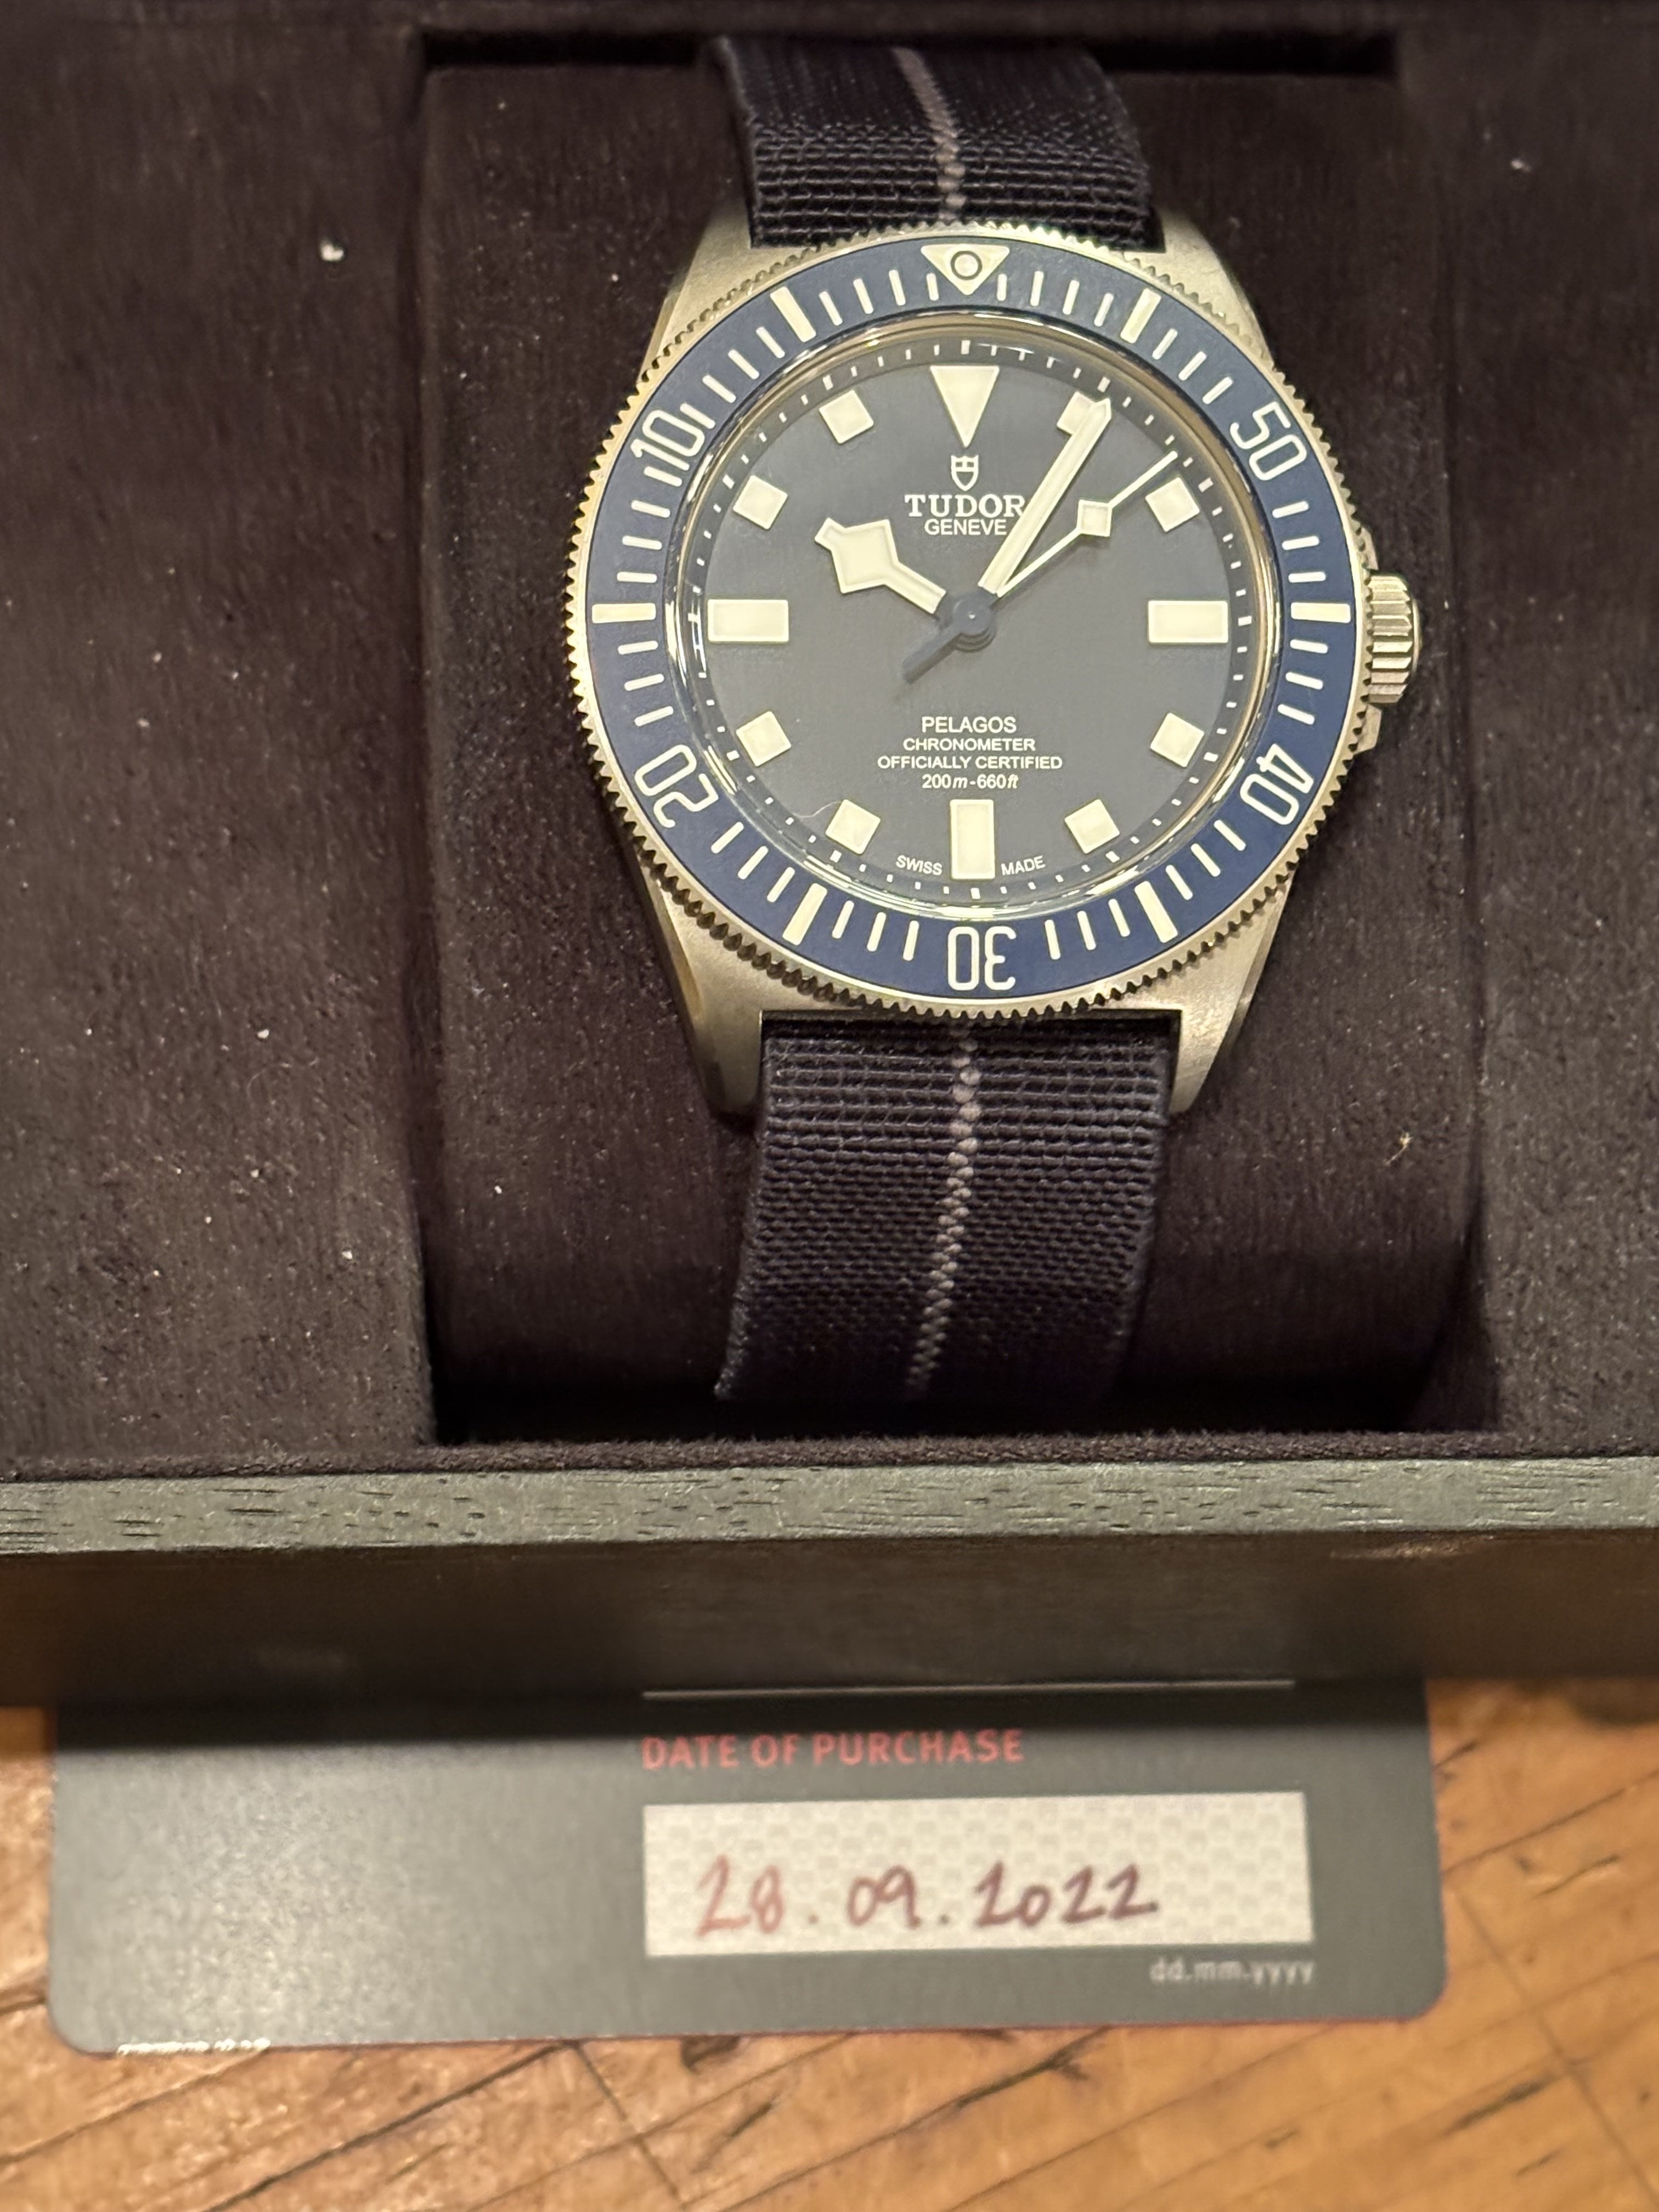 TUDOR
GENEVE
PELAGOS
CHRONOMETER
OFFICIALLY CERTIFIED
200m-660ft
SWISS MADE
50
40
30
20
10
DATE OF PURCHASE
28.09.2022
dd.mm.yyyy